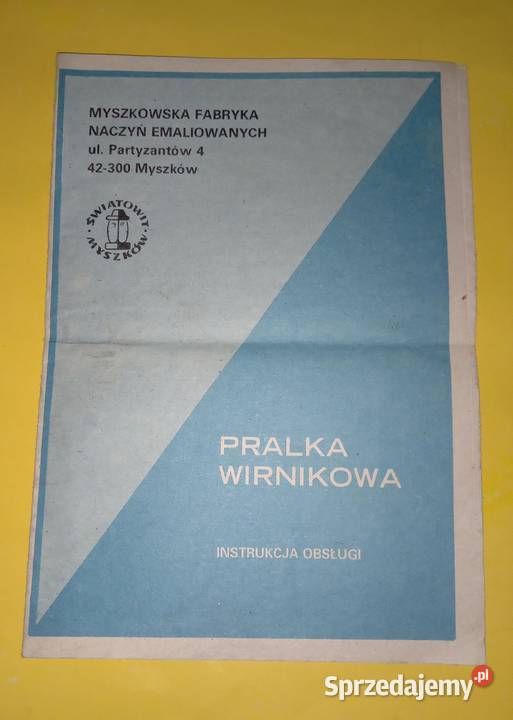 MYSZKOWSKA FABRYKA
NACZYŃ EMALIOWANYCH
ul. Partyzantów 4
42-300 Myszków
ŚWIATOWIT
MYSZKÓW
PRALKA
WIRNIKOWA
INSTRUKCJA OBSŁUGI
Sprzedajemy.pl